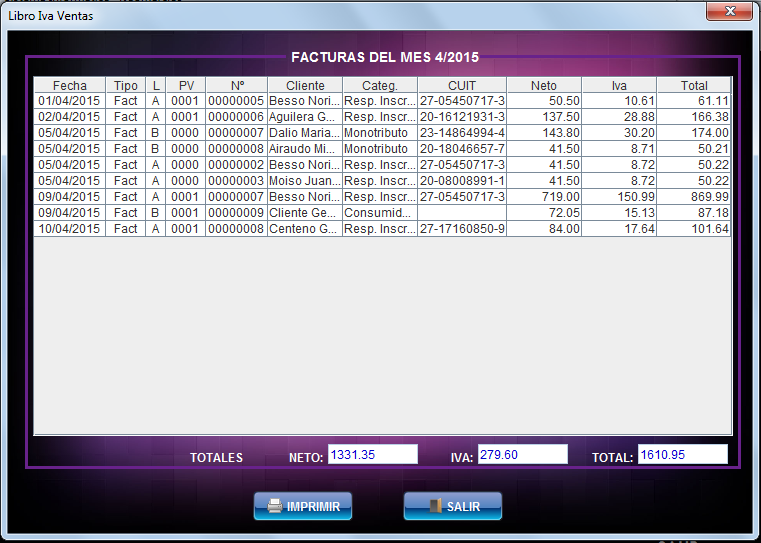 Libro Iva Ventas
FACTURAS DEL MES 4/2015
Fecha Tipo L PV Nº Cliente Categ. CUIT Neto Iva Total
01/04/2015 Fact A 0001 00000005 Besso Nori... Resp. Inscr... 27-05450717-3 50.50 10.61 61.11
02/04/2015 Fact A 0001 00000006 Aguilera G... Resp. Inscr... 20-16121931-3 137.50 28.88 166.38
05/04/2015 Fact B 0000 00000007 Dalio Maria... Monotributo 23-14864994-4 143.80 30.20 174.00
05/04/2015 Fact B 0000 00000008 Airaudo Mi... Monotributo 20-18046657-7 41.50 8.71 50.21
05/04/2015 Fact A 0000 00000002 Besso Nori... Resp. Inscr... 27-05450717-3 41.50 8.72 50.22
05/04/2015 Fact A 0000 00000003 Moiso Juan... Resp. Inscr... 20-08008991-1 41.50 8.72 50.22
09/04/2015 Fact A 0001 00000007 Besso Nori... Resp. Inscr... 27-05450717-3 719.00 150.99 869.99
09/04/2015 Fact B 0001 00000009 Cliente Ge... Consumid... 72.05 15.13 87.18
10/04/2015 Fact A 0001 00000008 Centeno G... Resp. Inscr... 27-17160850-9 84.00 17.64 101.64
TOTALES NETO: 1331.35 IVA: 279.60 TOTAL: 1610.95
IMPRIMIR SALIR